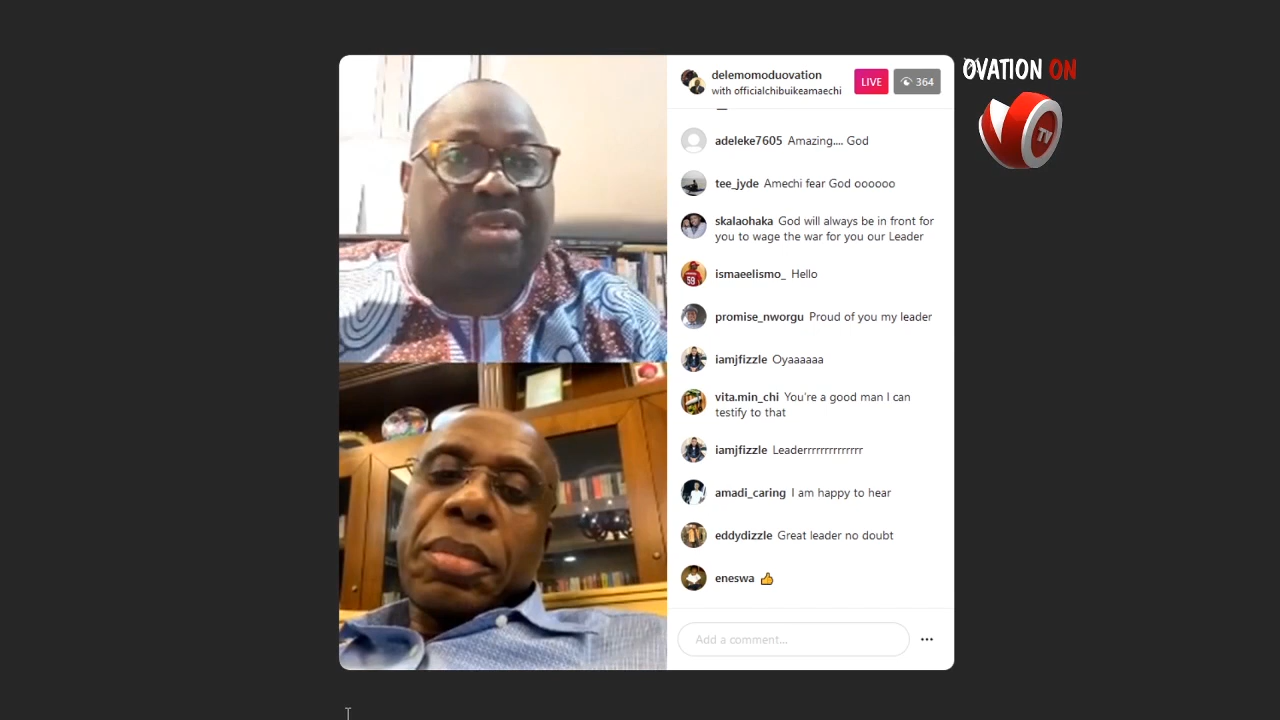 OVATION ON
TV
delemomoduovation
with officialchibuikeamaechi
LIVE
364
adeleke7605 Amazing.... God
tee_jyde Amechi fear God oooooo
skalaohaka God will always be in front for
you to wage the war for you our Leader
ismaeelismo_ Hello
promise_nworgu Proud of you my leader
iamjfizzle Oyaaaaaa
vita.min_chi You're a good man I can
testify to that
iamjfizzle Leaderrrrrrrrrrrrr
amadi_caring I am happy to hear
eddydizzle Great leader no doubt
eneswa 👍
Add a comment...